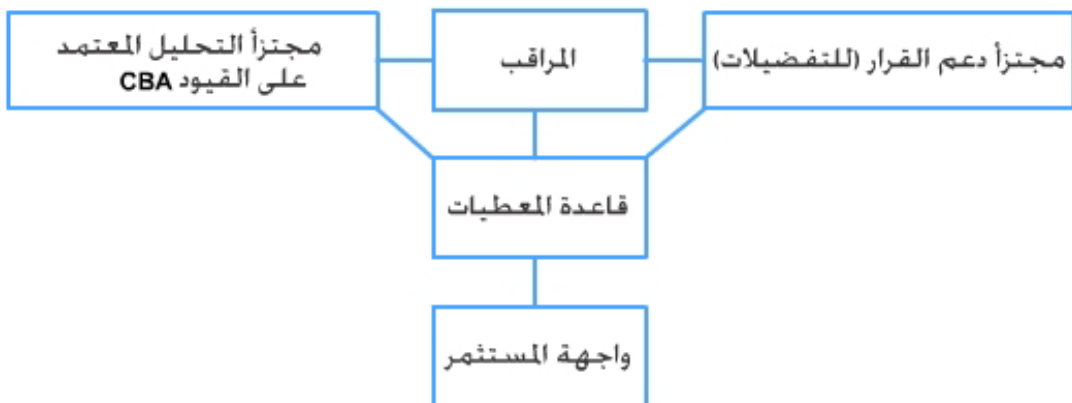 مجتزأ دعم القرار (للتفضيلات)
المراقب
مجتزأ التحليل المعتمد
على القيود CBA
قاعدة المعطيات
واجهة المستثمر